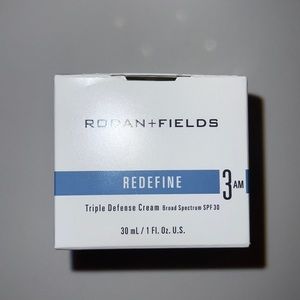 RODAN+FIELDS
REDEFINE
3 AM
Triple Defense Cream Broad Spectrum SPF 30
30 mL / 1 Fl. Oz. U.S.